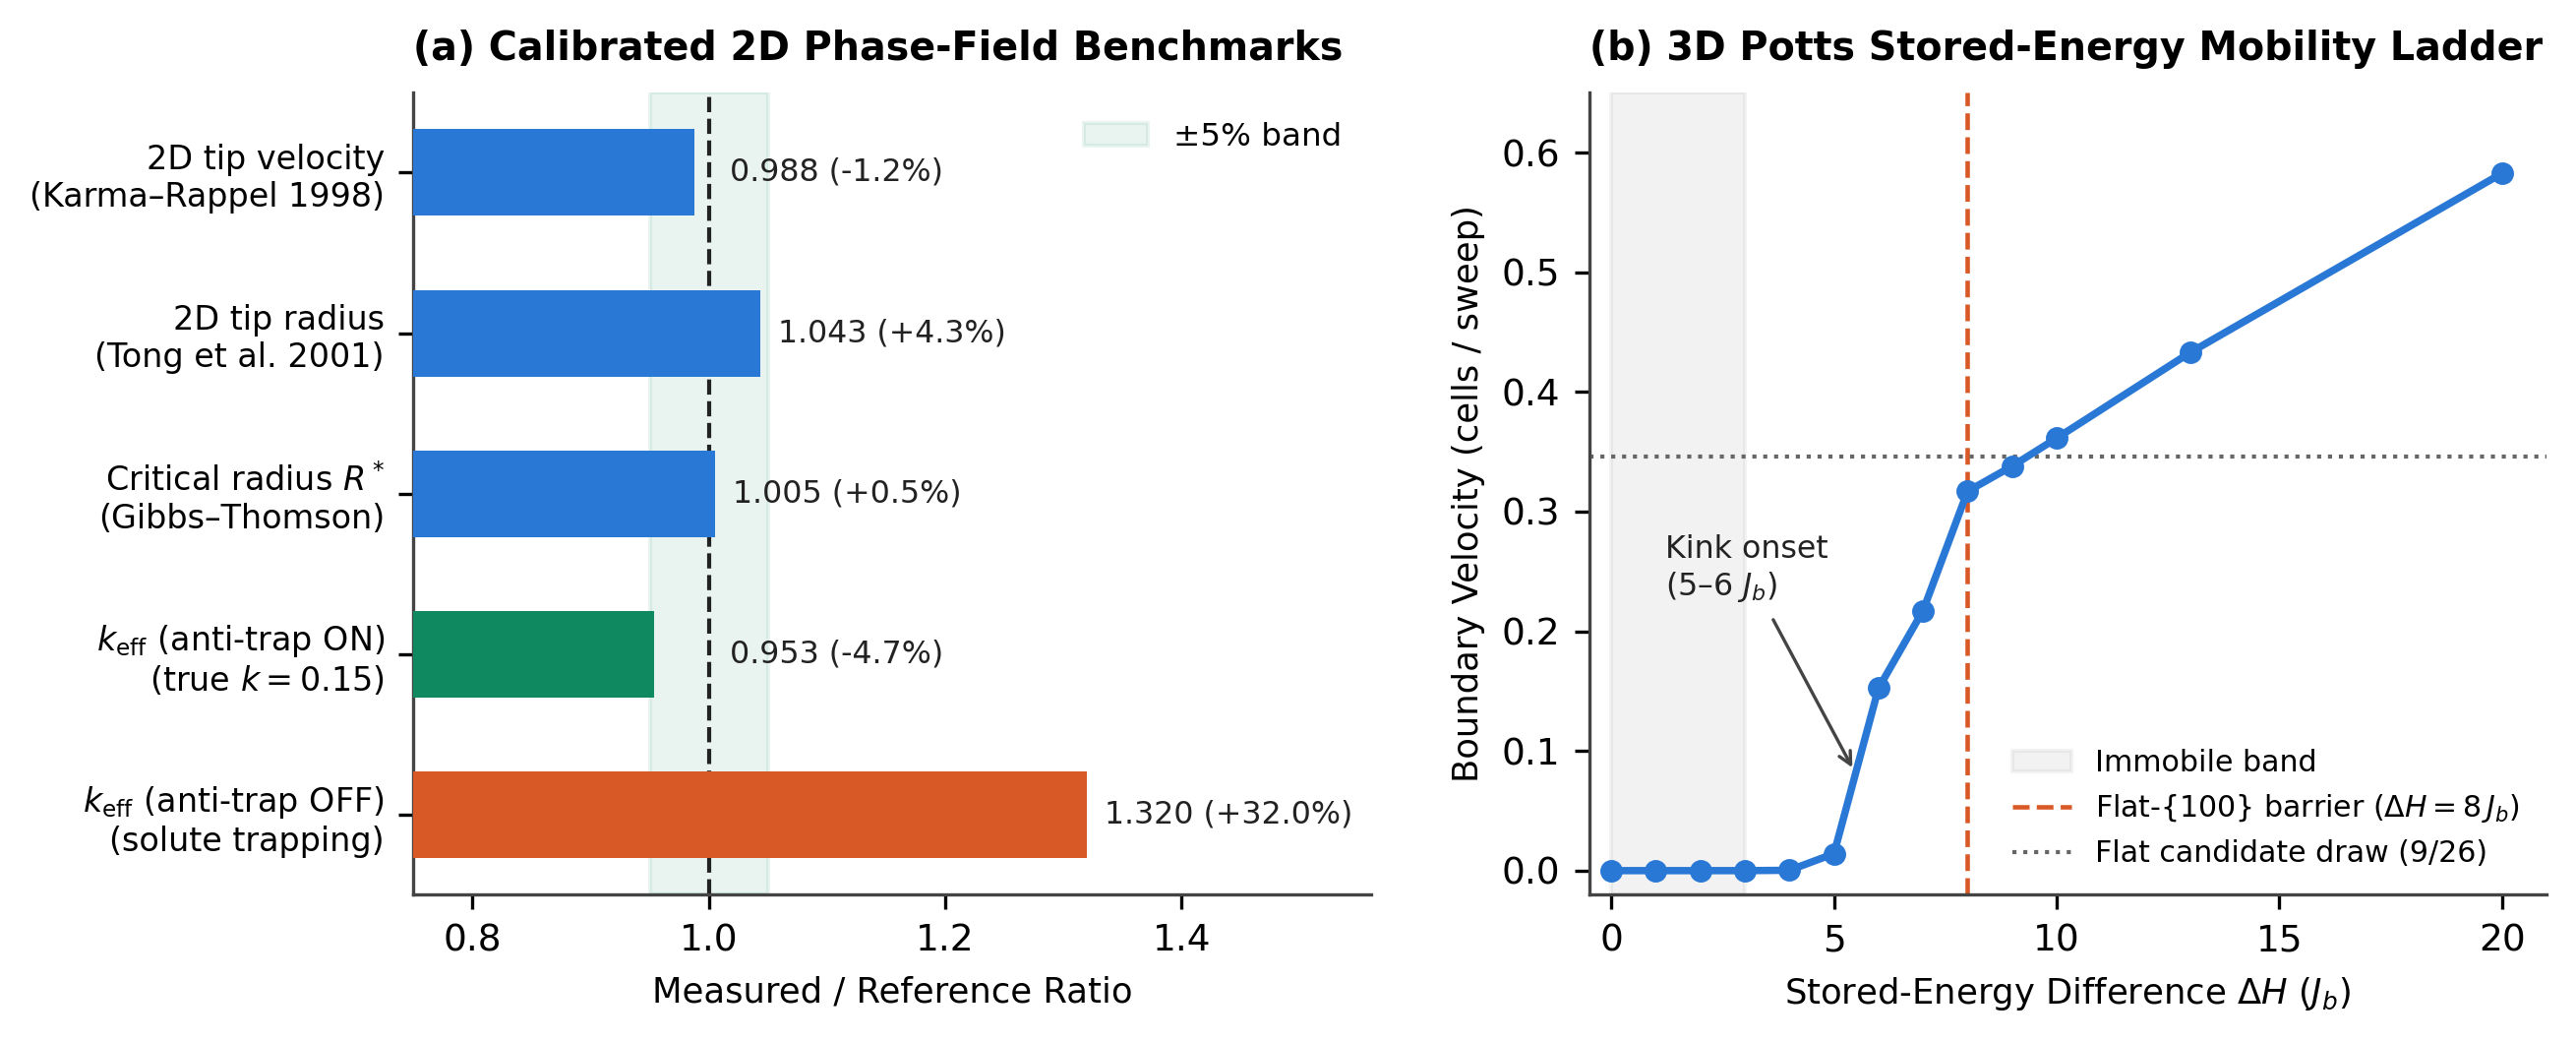 (a) Calibrated 2D Phase-Field Benchmarks
±5% band
2D tip velocity
(Karma–Rappel 1998)
0.988 (-1.2%)
2D tip radius
(Tong et al. 2001)
1.043 (+4.3%)
Critical radius R*
(Gibbs–Thomson)
1.005 (+0.5%)
k_eff (anti-trap ON)
(true k = 0.15)
0.953 (-4.7%)
k_eff (anti-trap OFF)
(solute trapping)
1.320 (+32.0%)
0.8 1.0 1.2 1.4
Measured / Reference Ratio
(b) 3D Potts Stored-Energy Mobility Ladder
Boundary Velocity (cells / sweep)
0.6
0.5
0.4
0.3
0.2
0.1
0.0
Kink onset
(5–6 J_b)
Immobile band
Flat-{100} barrier (ΔH = 8 J_b)
Flat candidate draw (9/26)
0 5 10 15 20
Stored-Energy Difference ΔH (J_b)